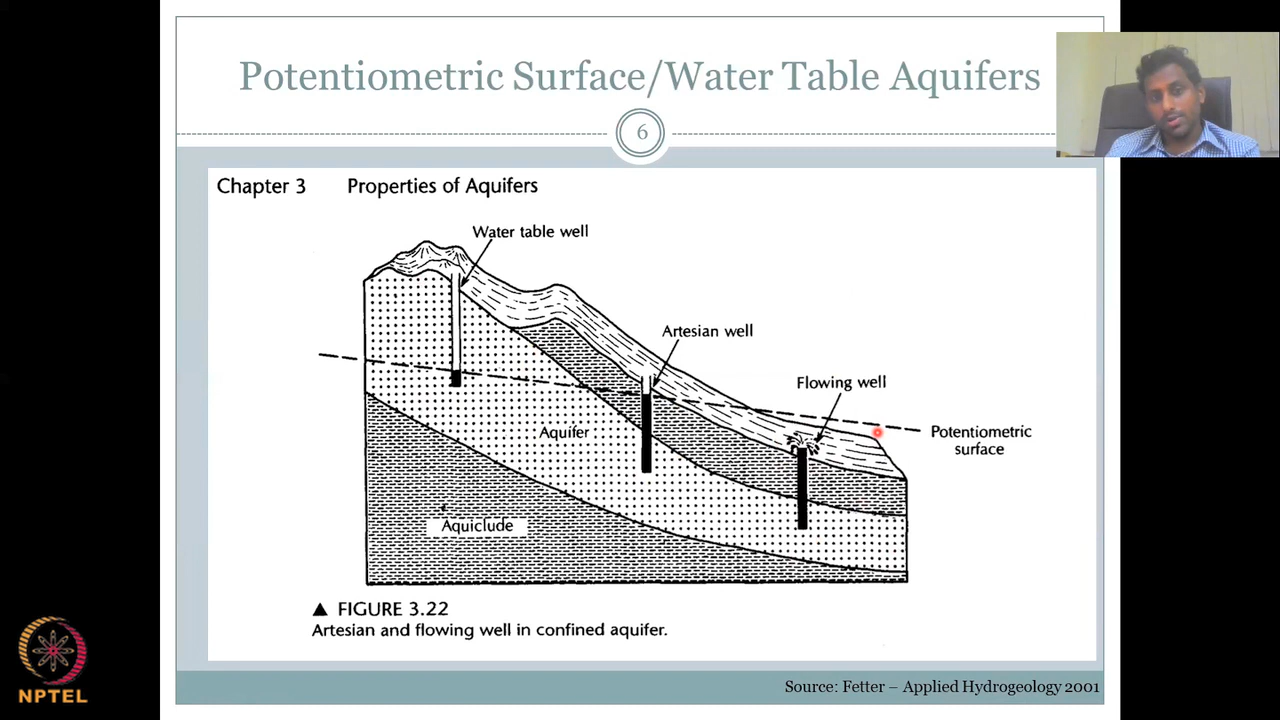 Potentiometric Surface/Water Table Aquifers
6
Chapter 3 Properties of Aquifers
Water table well
Artesian well
Flowing well
Aquifer
Potentiometric
surface
Aquiclude
▲ FIGURE 3.22
Artesian and flowing well in confined aquifer.
Source: Fetter – Applied Hydrogeology 2001
NPTEL